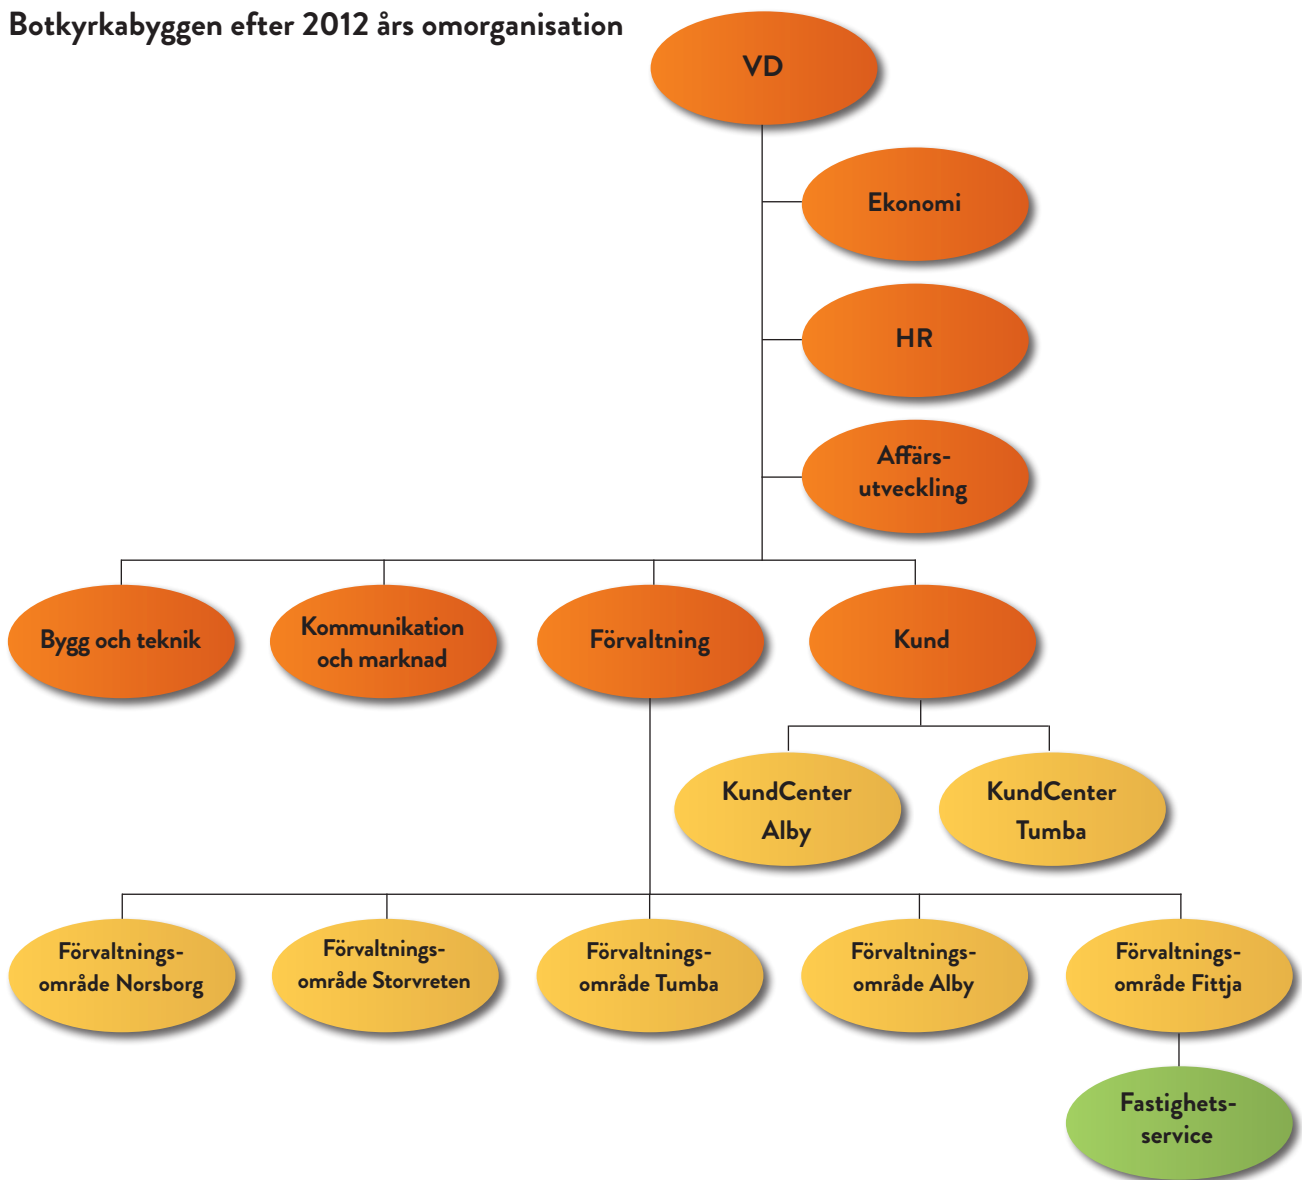 Botkyrkabyggen efter 2012 års omorganisation
VD
Ekonomi
HR
Affärs-
utveckling
Bygg och teknik
Kommunikation
och marknad
Förvaltning
Kund
KundCenter
Alby
KundCenter
Tumba
Förvaltnings-
område Norsborg
Förvaltnings-
område Storvreten
Förvaltnings-
område Tumba
Förvaltnings-
område Alby
Förvaltnings-
område Fittja
Fastighets-
service